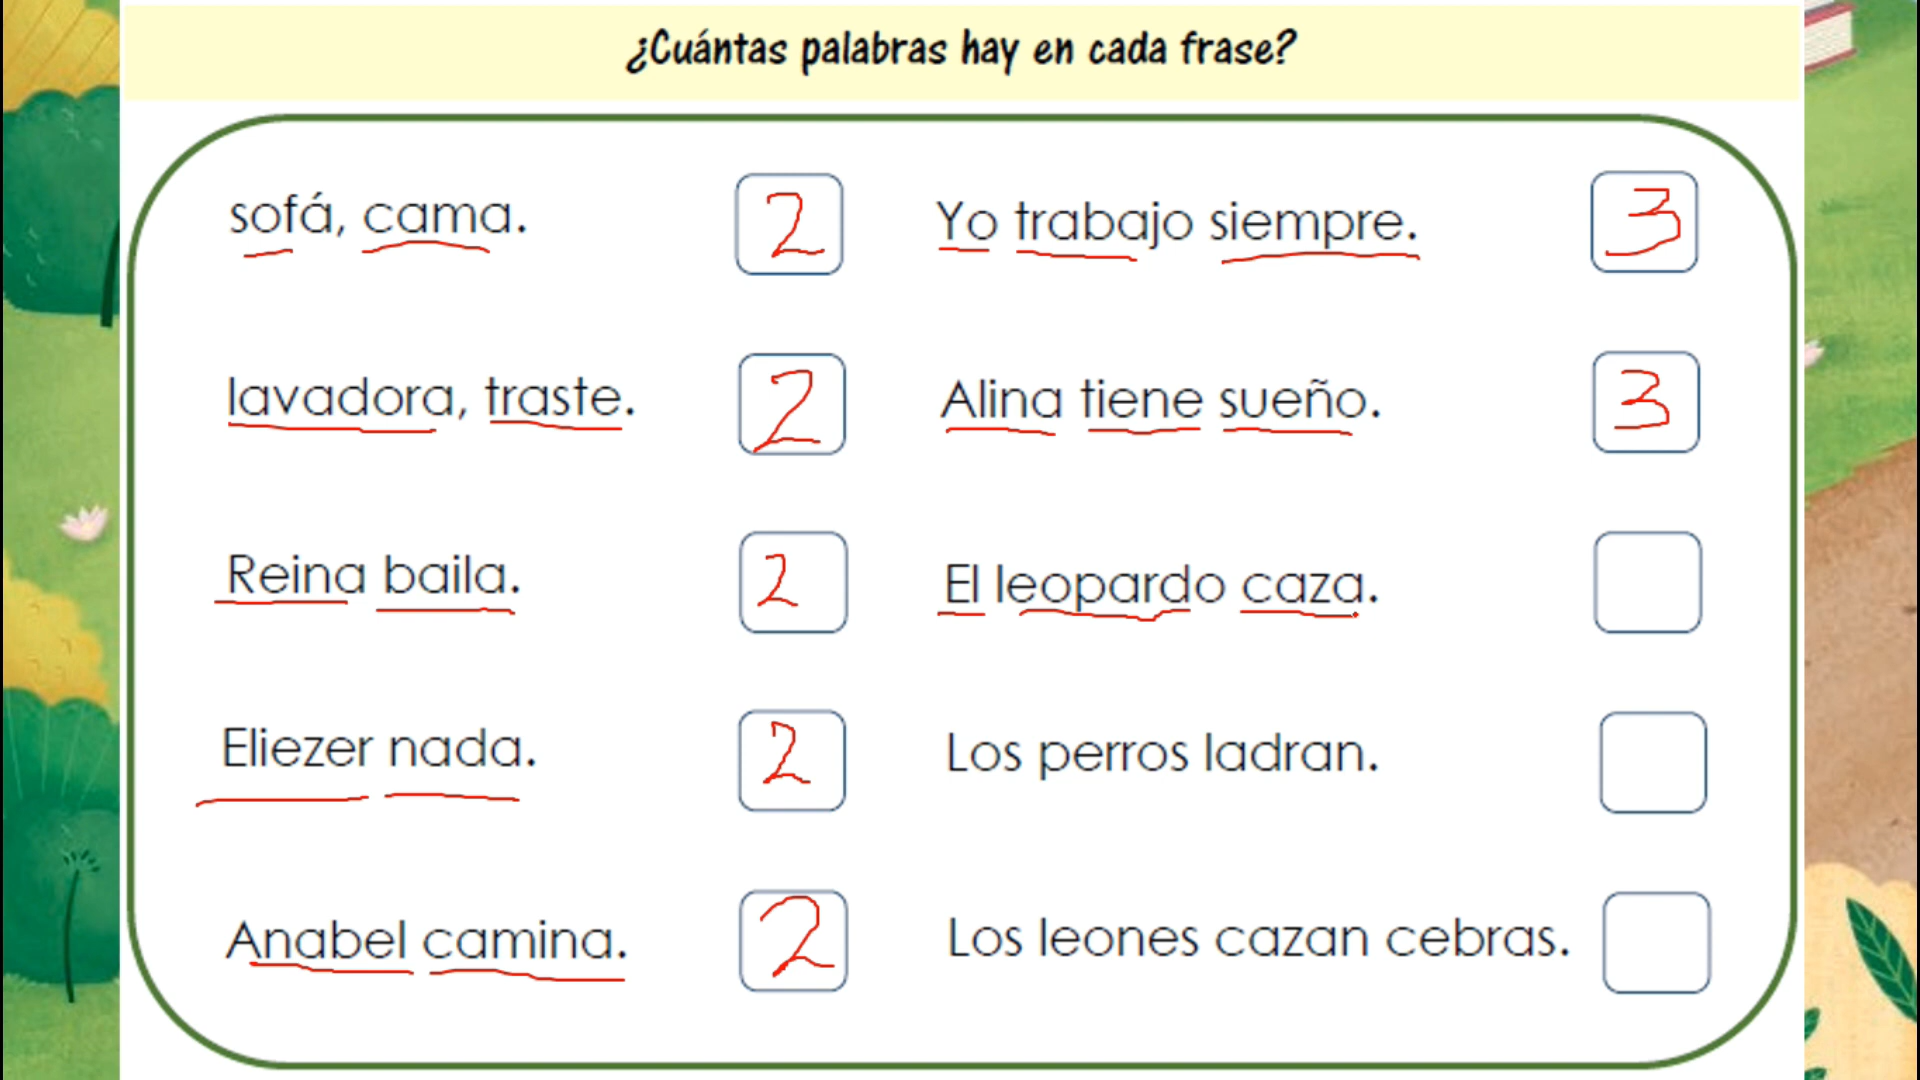 ¿Cuántas palabras hay en cada frase?
sofá, cama. 2
lavadora, traste. 2
Reina baila. 2
Eliezer nada. 2
Anabel camina. 2
Yo trabajo siempre. 3
Alina tiene sueño. 3
El leopardo caza.
Los perros ladran.
Los leones cazan cebras.